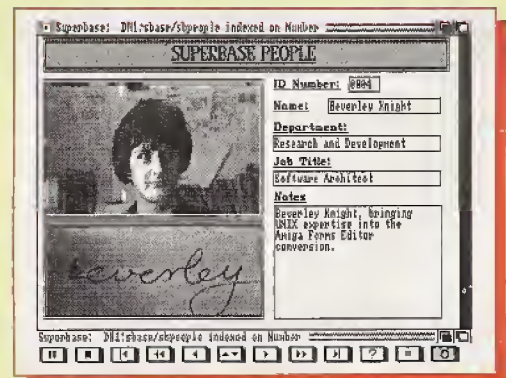 Superbase: DH1:sbase/sbpeople indexed on Number
SUPERBASE PEOPLE
ID Number: 0004
Name: Beverley Knight
Department:
Research and Development
Job Title:
Software Architect
Notes
Beverley Knight, bringing
UNIX expertise into the
Amiga Forms Editor
conversion.
Beverley
Superbase: DH1:sbase/sbpeople indexed on Number
?